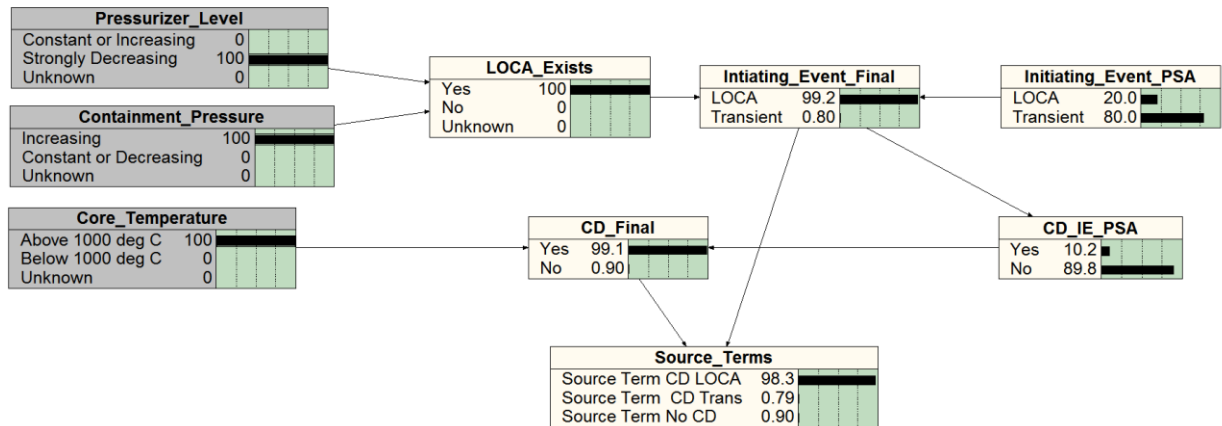 Pressurizer_Level
Constant or Increasing 0
Strongly Decreasing 100
Unknown 0
Containment_Pressure
Increasing 100
Constant or Decreasing 0
Unknown 0
LOCA_Exists
Yes 100
No 0
Unknown 0
Intiating_Event_Final
LOCA 99.2
Transient 0.80
Initiating_Event_PSA
LOCA 20.0
Transient 80.0
Core_Temperature
Above 1000 deg C 100
Below 1000 deg C 0
Unknown 0
CD_Final
Yes 99.1
No 0.90
CD_IE_PSA
Yes 10.2
No 89.8
Source_Terms
Source Term CD LOCA 98.3
Source Term CD Trans 0.79
Source Term No CD 0.90